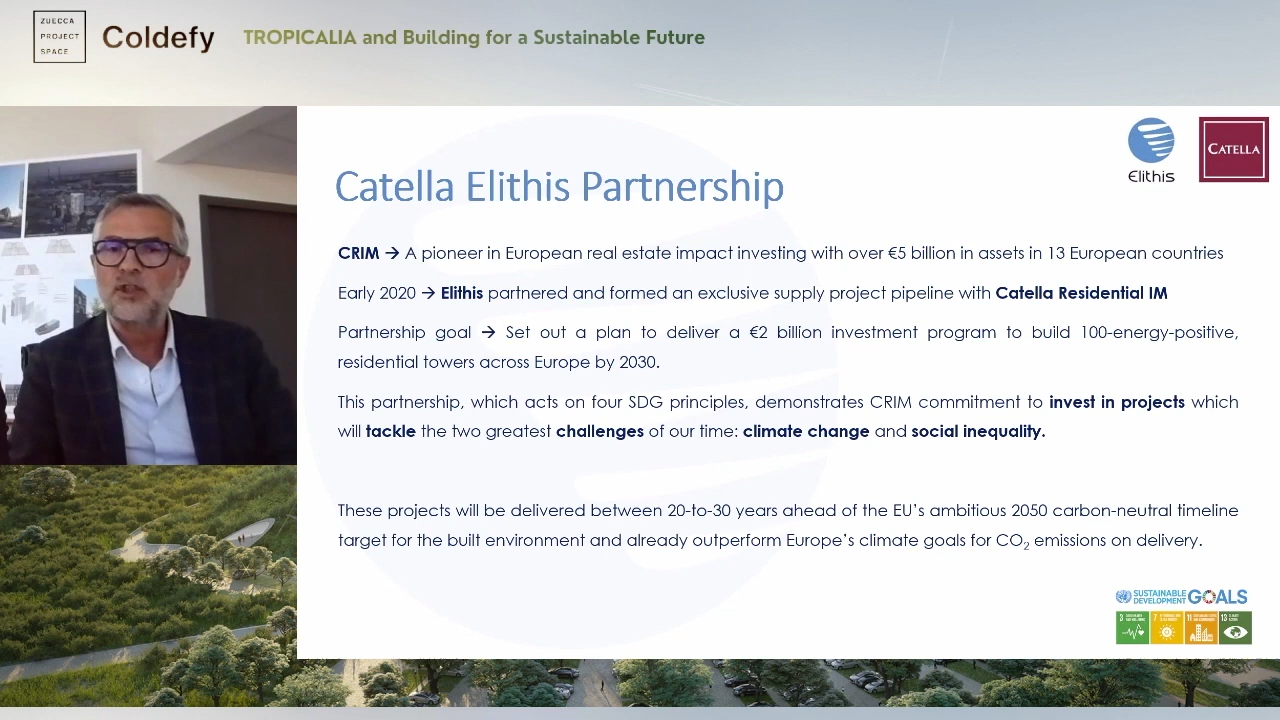 ZUECCA
PROJECT
SPACE
Coldefy
TROPICALIA and Building for a Sustainable Future
Elithis
CATELLA
Catella Elithis Partnership
CRIM → A pioneer in European real estate impact investing with over €5 billion in assets in 13 European countries
Early 2020 → Elithis partnered and formed an exclusive supply project pipeline with Catella Residential IM
Partnership goal → Set out a plan to deliver a €2 billion investment program to build 100-energy-positive,
residential towers across Europe by 2030.
This partnership, which acts on four SDG principles, demonstrates CRIM commitment to invest in projects which
will tackle the two greatest challenges of our time: climate change and social inequality.
These projects will be delivered between 20-to-30 years ahead of the EU's ambitious 2050 carbon-neutral timeline
target for the built environment and already outperform Europe's climate goals for CO₂ emissions on delivery.
SUSTAINABLE
DEVELOPMENT GOALS
3 7 11 13